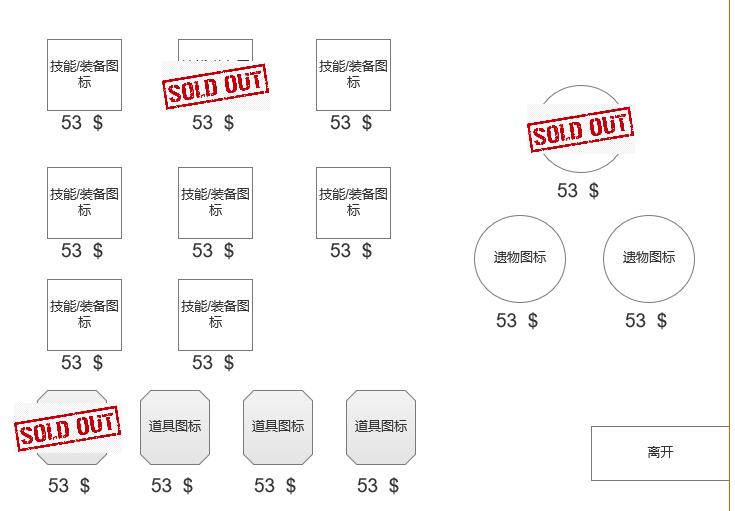 技能/装备图
标
53 $
SOLD OUT
53 $
技能/装备图
标
53 $
技能/装备图
标
53 $
技能/装备图
标
53 $
技能/装备图
标
53 $
技能/装备图
标
53 $
技能/装备图
标
53 $
SOLD OUT
53 $
道具图标
53 $
道具图标
53 $
道具图标
53 $
SOLD OUT
53 $
遗物图标
53 $
遗物图标
53 $
离开